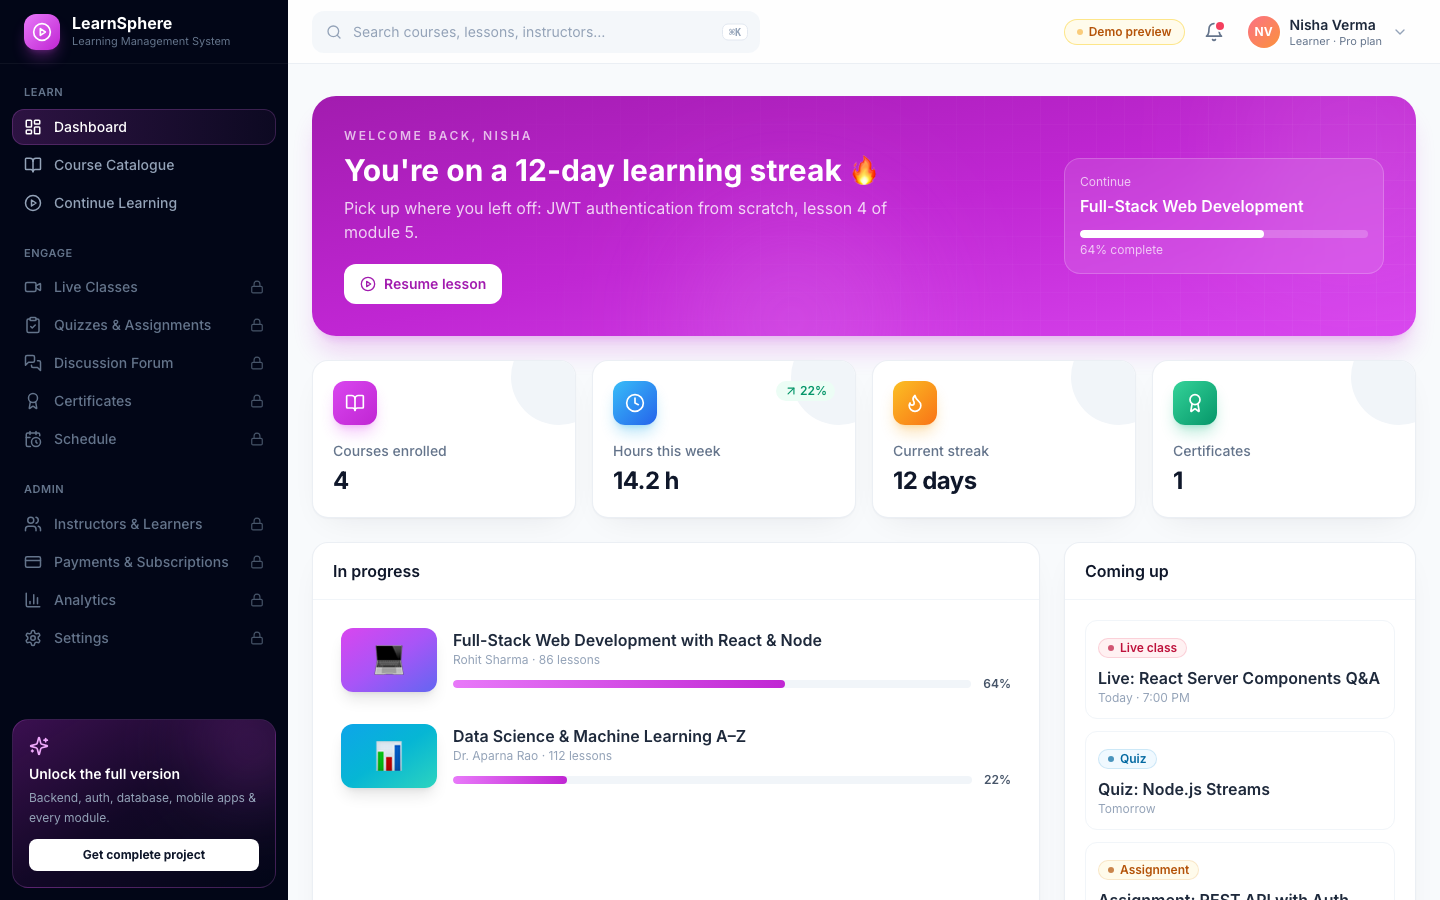 LearnSphere
Learning Management System
LEARN
Dashboard
Course Catalogue
Continue Learning
ENGAGE
Live Classes
Quizzes & Assignments
Discussion Forum
Certificates
Schedule
ADMIN
Instructors & Learners
Payments & Subscriptions
Analytics
Settings
Unlock the full version
Backend, auth, database, mobile apps &
every module.
Get complete project
Search courses, lessons, instructors...
⌘K
Demo preview
NV
Nisha Verma
Learner · Pro plan
WELCOME BACK, NISHA
You're on a 12-day learning streak 🔥
Pick up where you left off: JWT authentication from scratch, lesson 4 of
module 5.
Resume lesson
Continue
Full-Stack Web Development
64% complete
Courses enrolled
4
22%
Hours this week
14.2 h
Current streak
12 days
Certificates
1
In progress
Full-Stack Web Development with React & Node
Rohit Sharma · 86 lessons
64%
Data Science & Machine Learning A–Z
Dr. Aparna Rao · 112 lessons
22%
Coming up
Live class
Live: React Server Components Q&A
Today · 7:00 PM
Quiz
Quiz: Node.js Streams
Tomorrow
Assignment
Assignment: REST API with Auth